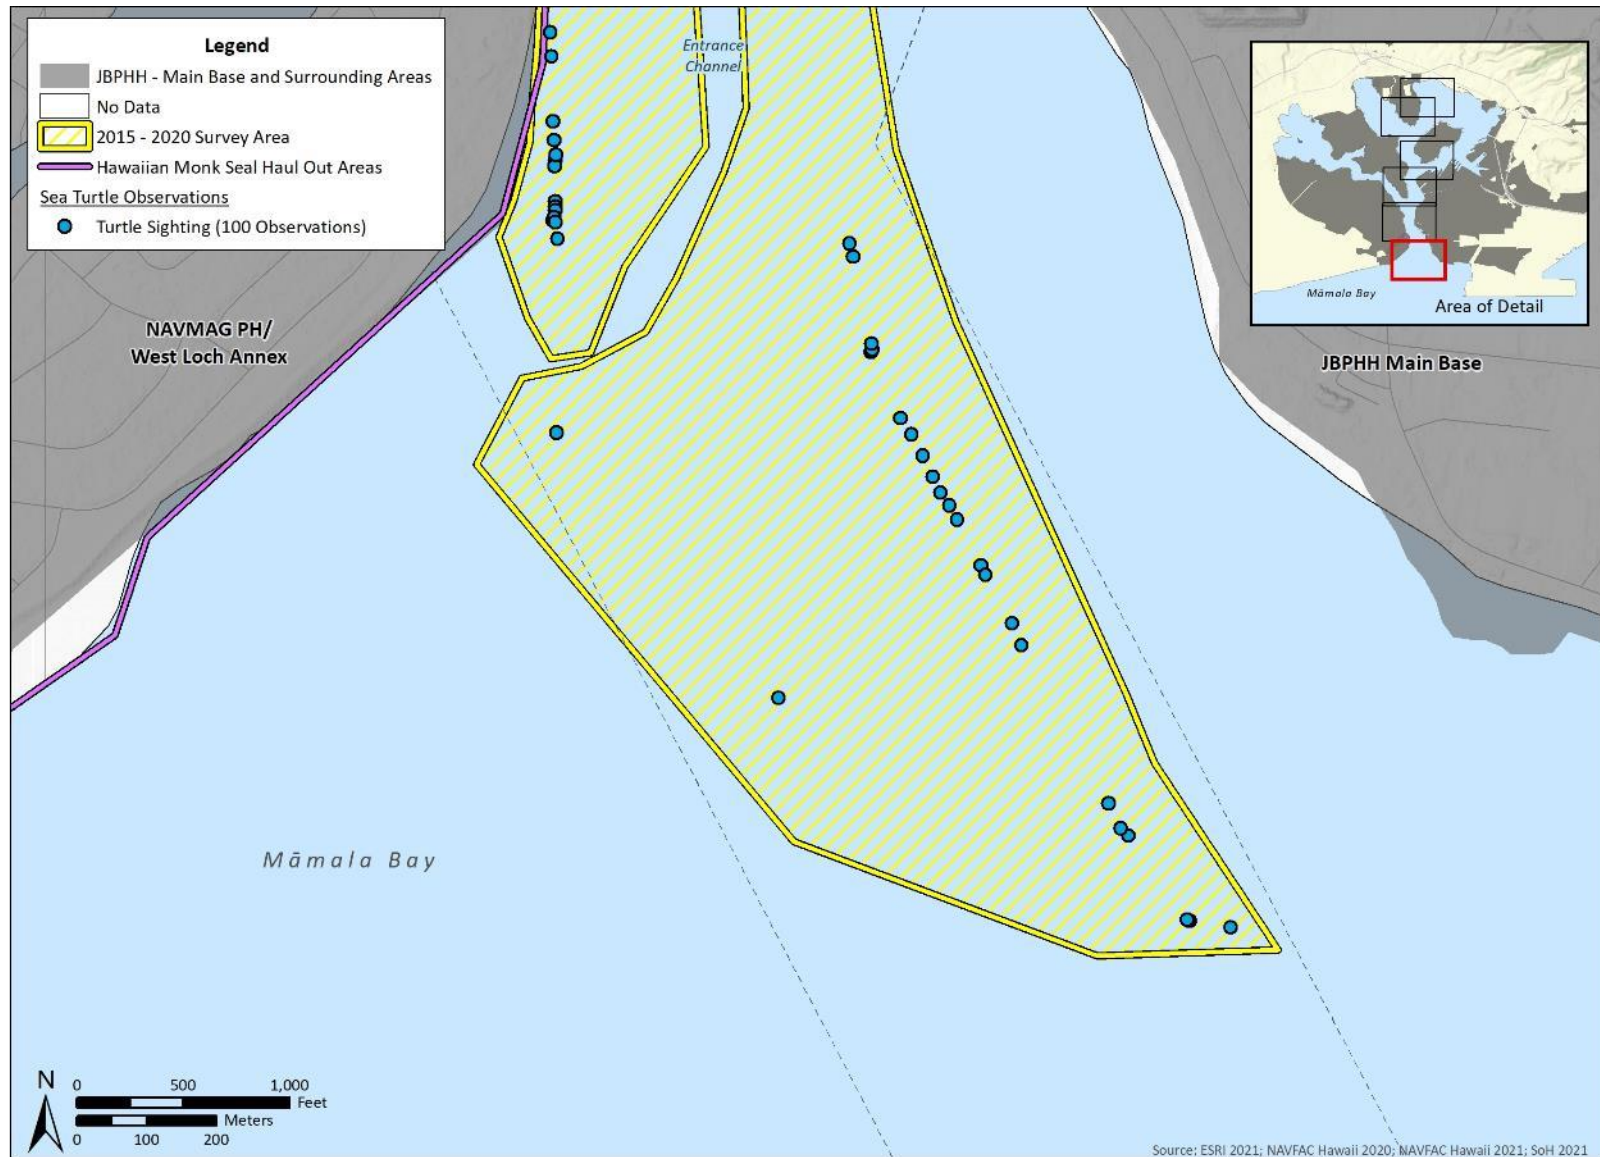 Legend
JBPHH - Main Base and Surrounding Areas
No Data
2015 - 2020 Survey Area
Hawaiian Monk Seal Haul Out Areas
Sea Turtle Observations
Turtle Sighting (100 Observations)
Entrance
Channel
Māmala Bay
Area of Detail
NAVMAG PH/
West Loch Annex
JBPHH Main Base
Māmala Bay
N
0 500 1,000
Feet
Meters
0 100 200
Source: ESRI 2021; NAVFAC Hawaii 2020; NAVFAC Hawaii 2021; SoH 2021